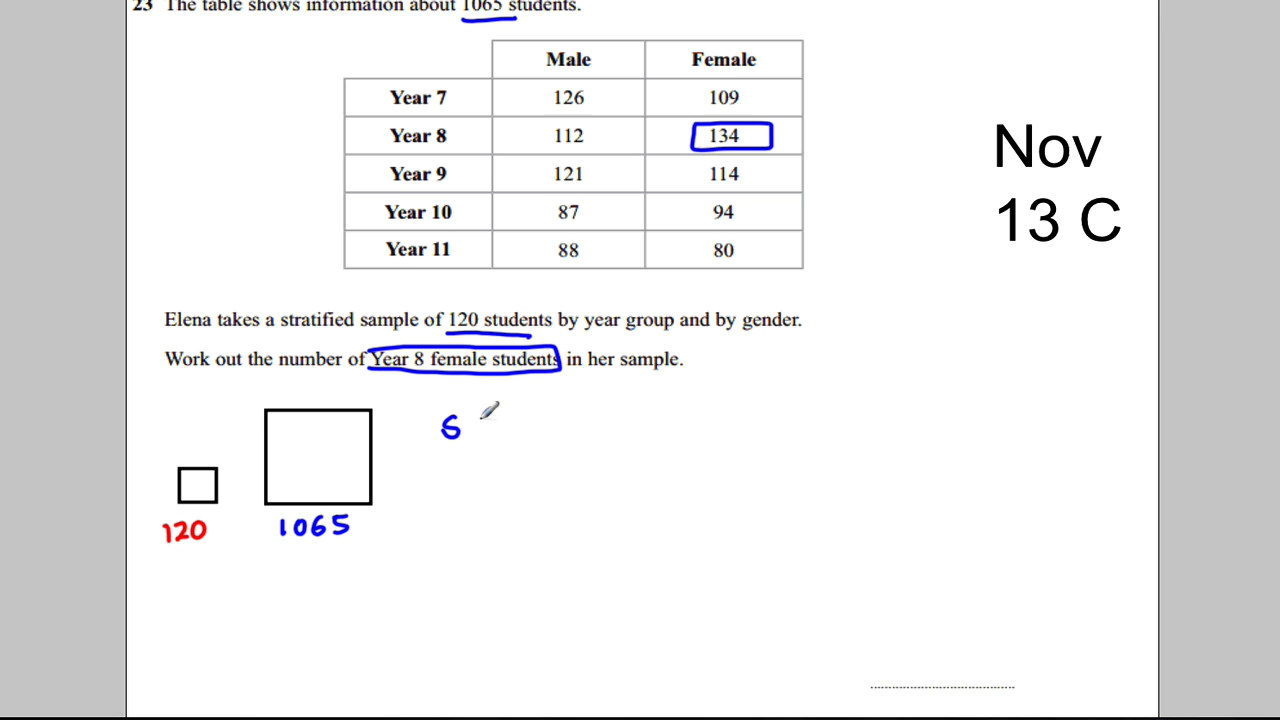 23 The table shows information about 1065 students.
Male Female
Year 7 126 109
Year 8 112 134
Year 9 121 114
Year 10 87 94
Year 11 88 80
Nov
13 C
Elena takes a stratified sample of 120 students by year group and by gender.
Work out the number of Year 8 female students in her sample.
S
120 1065